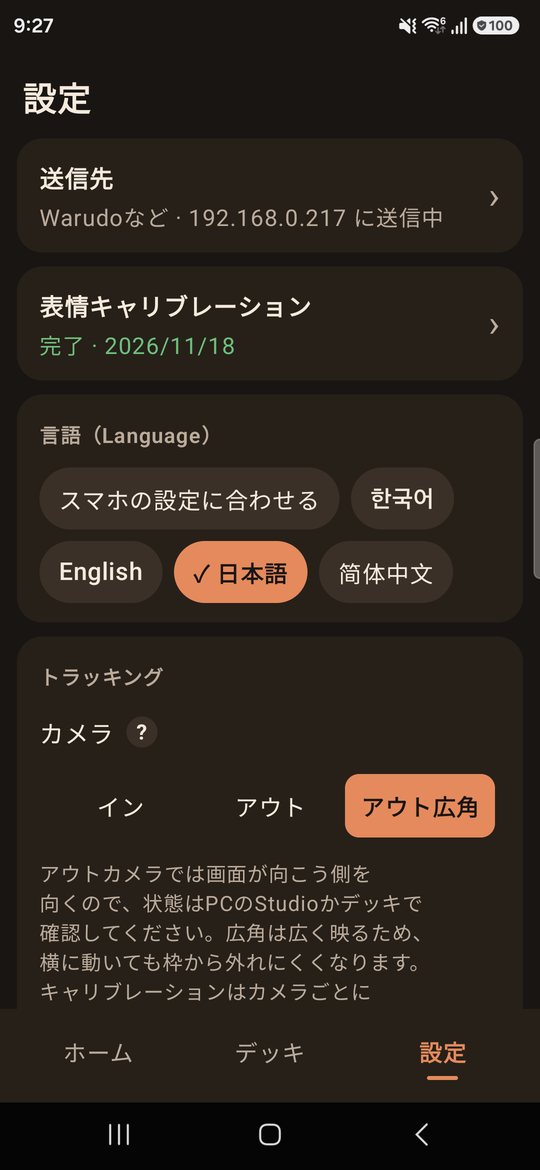 9:27
6
100
設定
送信先
Warudoなど · 192.168.0.217 に送信中
表情キャリブレーション
完了 · 2026/11/18
言語（Language）
スマホの設定に合わせる 한국어
English ✓ 日本語 简体中文
トラッキング
カメラ ?
イン アウト アウト広角
アウトカメラでは画面が向こう側を
向くので、状態はPCのStudioかデッキで
確認してください。広角は広く映るため、
横に動いても枠から外れにくくなります。
キャリブレーションはカメラごとに
ホーム デッキ 設定